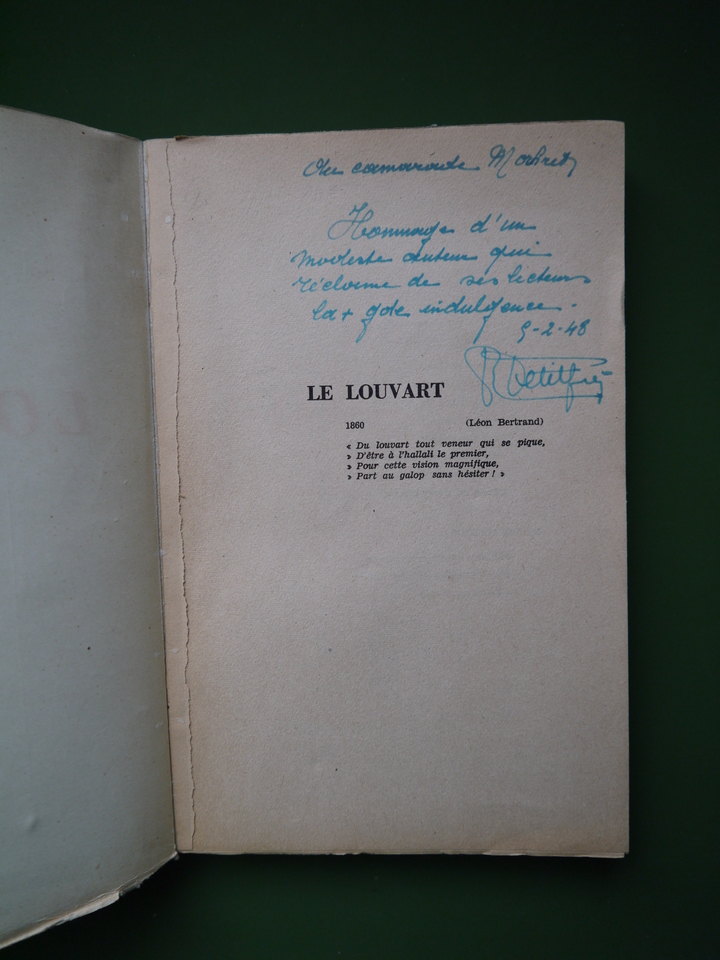 Au camarade
Hommage d'un
modeste auteur qui
réclame de ses lecteurs
la + gde indulgence.
9-2-48
LE LOUVART
1860 (Léon Bertrand)
« Du louvart tout veneur qui se pique,
» D'être à l'hallali le premier,
» Pour cette vision magnifique,
» Part au galop sans hésiter ! »